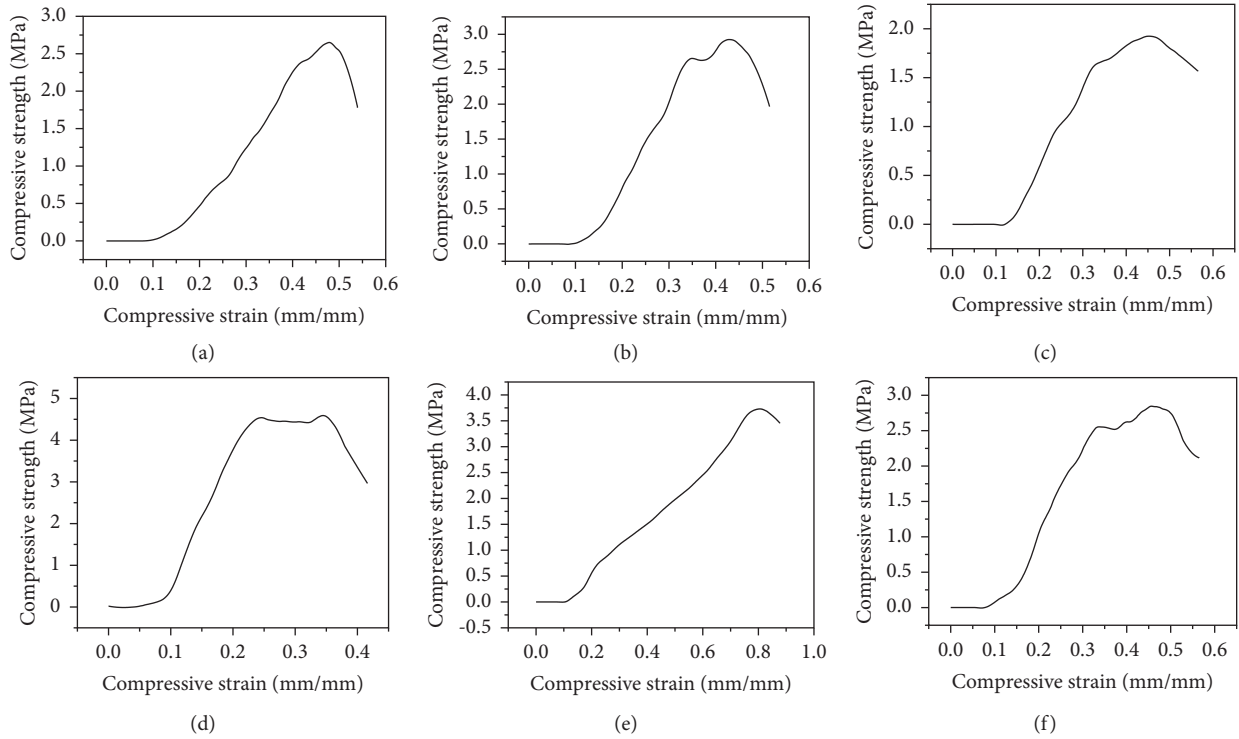 Compressive strength (MPa)
3.0
2.5
2.0
1.5
1.0
0.5
0.0
0.0 0.1 0.2 0.3 0.4 0.5 0.6
Compressive strain (mm/mm)
(a)
Compressive strength (MPa)
3.0
2.5
2.0
1.5
1.0
0.5
0.0
0.0 0.1 0.2 0.3 0.4 0.5 0.6
Compressive strain (mm/mm)
(b)
Compressive strength (MPa)
2.0
1.5
1.0
0.5
0.0
0.0 0.1 0.2 0.3 0.4 0.5 0.6
Compressive strain (mm/mm)
(c)
Compressive strength (MPa)
5
4
3
2
1
0
0.0 0.1 0.2 0.3 0.4
Compressive strain (mm/mm)
(d)
Compressive strength (MPa)
4.0
3.5
3.0
2.5
2.0
1.5
1.0
0.5
0.0
-0.5
0.0 0.2 0.4 0.6 0.8 1.0
Compressive strain (mm/mm)
(e)
Compressive strength (MPa)
3.0
2.5
2.0
1.5
1.0
0.5
0.0
0.0 0.1 0.2 0.3 0.4 0.5 0.6
Compressive strain (mm/mm)
(f)